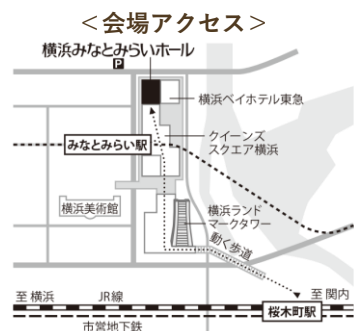 ＜会場アクセス＞
横浜みなとみらいホール
P
横浜ベイホテル東急
クイーンズ
スクエア横浜
みなとみらい駅
横浜美術館
横浜ランド
マークタワー
動く歩道
至 横浜
JR線
至 関内
桜木町駅
市営地下鉄